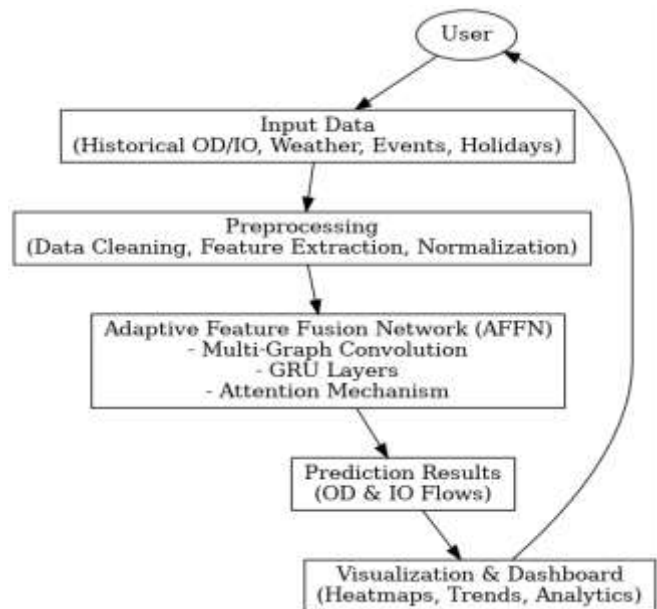 User
Input Data
(Historical OD/IO, Weather, Events, Holidays)
Preprocessing
(Data Cleaning, Feature Extraction, Normalization)
Adaptive Feature Fusion Network (AFFN)
- Multi-Graph Convolution
- GRU Layers
- Attention Mechanism
Prediction Results
(OD & IO Flows)
Visualization & Dashboard
(Heatmaps, Trends, Analytics)